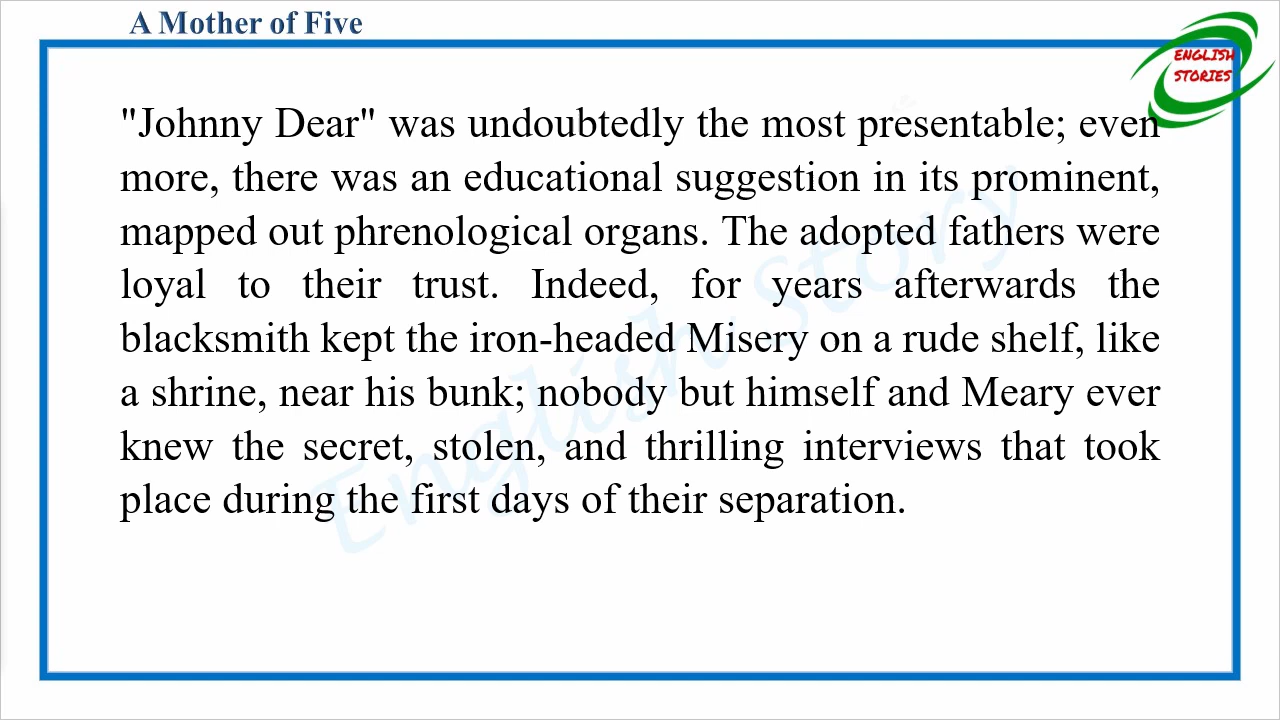 A Mother of Five
ENGLISH
STORIES
"Johnny Dear" was undoubtedly the most presentable; even
more, there was an educational suggestion in its prominent,
mapped out phrenological organs. The adopted fathers were
loyal to their trust. Indeed, for years afterwards the
blacksmith kept the iron-headed Misery on a rude shelf, like
a shrine, near his bunk; nobody but himself and Meary ever
knew the secret, stolen, and thrilling interviews that took
place during the first days of their separation.
English Story